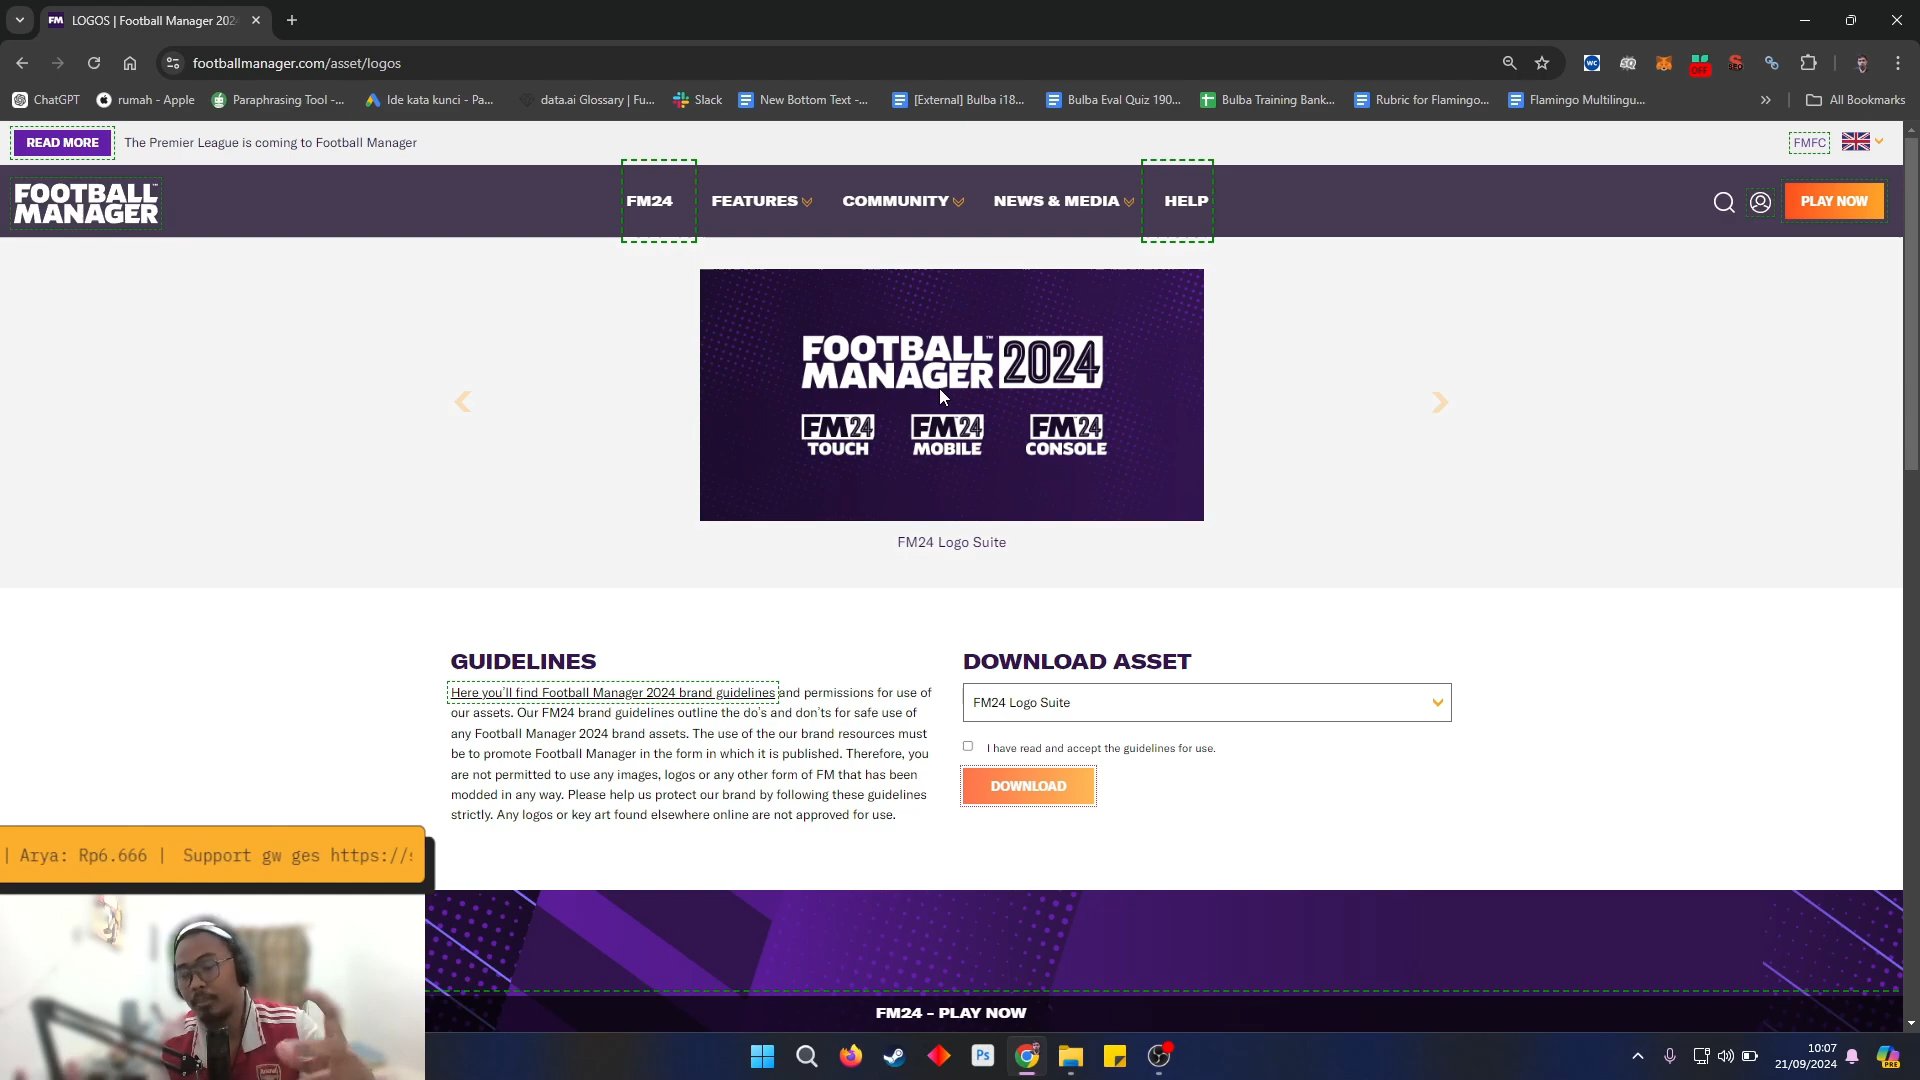 LOGOS | Football Manager 202
footballmanager.com/asset/logos
ChatGPT
rumah - Apple
Paraphrasing Tool -...
Ide kata kunci - Pa...
data.ai Glossary | Fu...
Slack
New Bottom Text -...
[External] Bulba i18...
Bulba Eval Quiz 190...
Bulba Training Bank...
Rubric for Flamingo...
Flamingo Multilingu...
All Bookmarks
READ MORE
The Premier League is coming to Football Manager
FMFC
FOOTBALL
MANAGER
FM24
FEATURES
COMMUNITY
NEWS & MEDIA
HELP
PLAY NOW
FOOTBALL
MANAGER 2024
FM24 TOUCH
FM24 MOBILE
FM24 CONSOLE
FM24 Logo Suite
GUIDELINES
Here you'll find Football Manager 2024 brand guidelines and permissions for use of
our assets. Our FM24 brand guidelines outline the do's and don'ts for safe use of
any Football Manager 2024 brand assets. The use of the our brand resources must
be to promote Football Manager in the form in which it is published. Therefore, you
are not permitted to use any images, logos or any other form of FM that has been
modded in any way. Please help us protect our brand by following these guidelines
strictly. Any logos or key art found elsewhere online are not approved for use.
DOWNLOAD ASSET
FM24 Logo Suite
I have read and accept the guidelines for use.
DOWNLOAD
| Arya: Rp6.666 | Support gw ges https://s
FM24 - PLAY NOW
Ps
10:07
21/09/2024
PRE